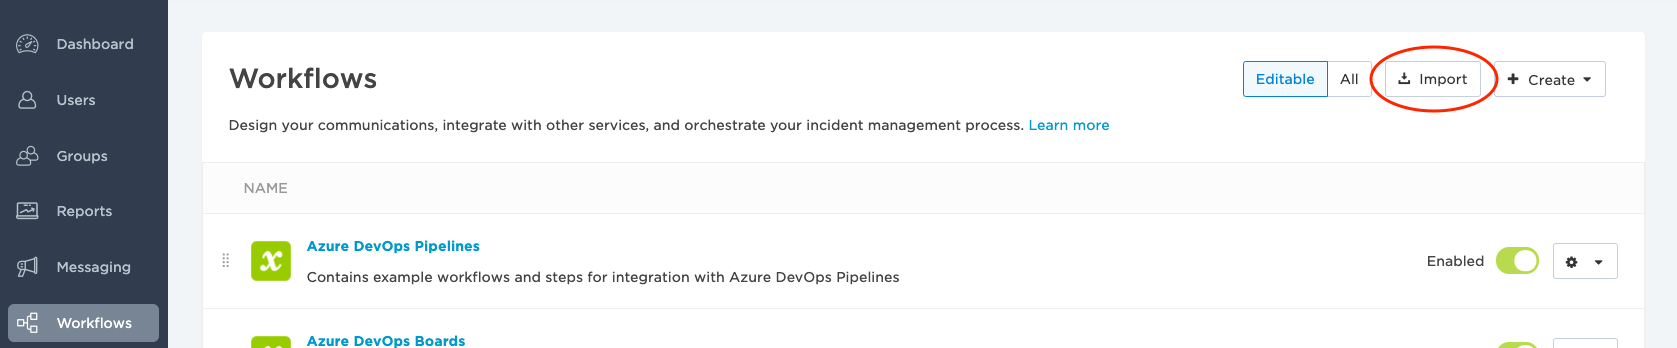 Dashboard
Users
Groups
Reports
Messaging
Workflows
Workflows
Editable All Import Create
Design your communications, integrate with other services, and orchestrate your incident management process. Learn more
NAME
Azure DevOps Pipelines
Contains example workflows and steps for integration with Azure DevOps Pipelines
Enabled
Azure DevOps Boards